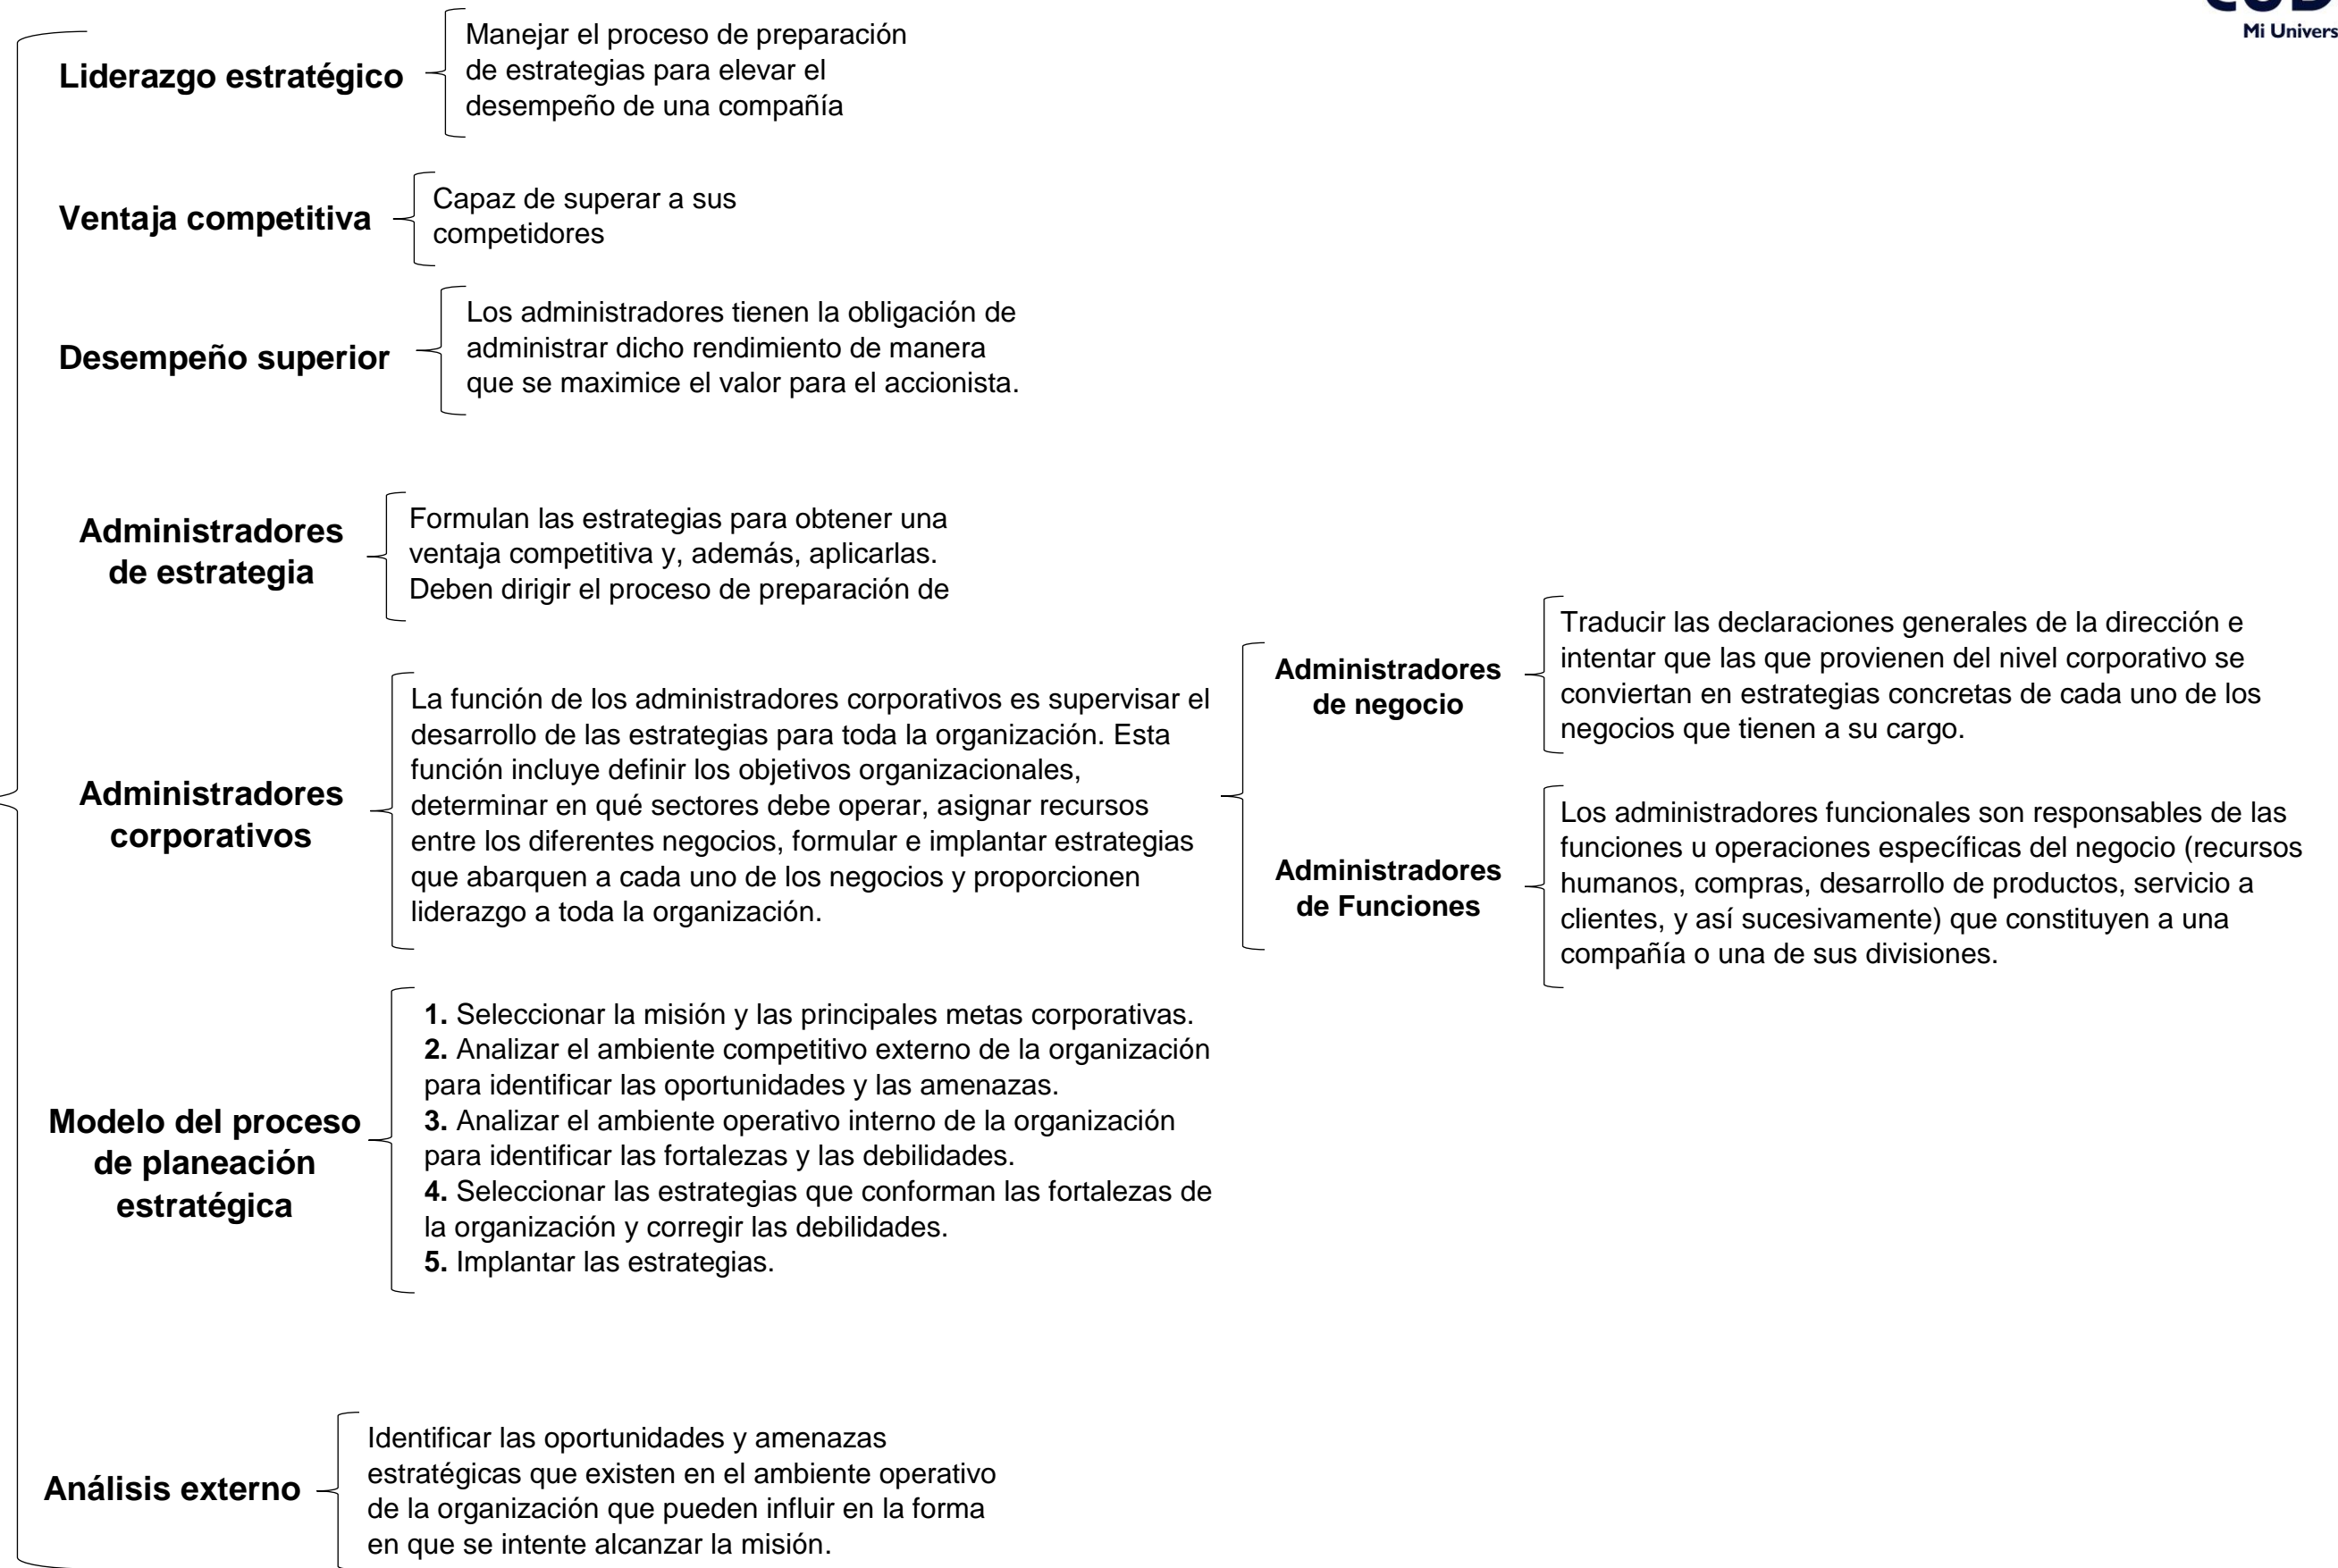 Mi Univers
Liderazgo estratégico
Manejar el proceso de preparación
de estrategias para elevar el
desempeño de una compañía
Ventaja competitiva
Capaz de superar a sus
competidores
Desempeño superior
Los administradores tienen la obligación de
administrar dicho rendimiento de manera
que se maximice el valor para el accionista.
Administradores
de estrategia
Formulan las estrategias para obtener una
ventaja competitiva y, además, aplicarlas.
Deben dirigir el proceso de preparación de
Administradores
corporativos
La función de los administradores corporativos es supervisar el
desarrollo de las estrategias para toda la organización. Esta
función incluye definir los objetivos organizacionales,
determinar en qué sectores debe operar, asignar recursos
entre los diferentes negocios, formular e implantar estrategias
que abarquen a cada uno de los negocios y proporcionen
liderazgo a toda la organización.
Administradores
de negocio
Traducir las declaraciones generales de la dirección e
intentar que las que provienen del nivel corporativo se
conviertan en estrategias concretas de cada uno de los
negocios que tienen a su cargo.
Administradores
de Funciones
Los administradores funcionales son responsables de las
funciones u operaciones específicas del negocio (recursos
humanos, compras, desarrollo de productos, servicio a
clientes, y así sucesivamente) que constituyen a una
compañía o una de sus divisiones.
Modelo del proceso
de planeación
estratégica
1. Seleccionar la misión y las principales metas corporativas.
2. Analizar el ambiente competitivo externo de la organización
para identificar las oportunidades y las amenazas.
3. Analizar el ambiente operativo interno de la organización
para identificar las fortalezas y las debilidades.
4. Seleccionar las estrategias que conforman las fortalezas de
la organización y corregir las debilidades.
5. Implantar las estrategias.
Análisis externo
Identificar las oportunidades y amenazas
estratégicas que existen en el ambiente operativo
de la organización que pueden influir en la forma
en que se intente alcanzar la misión.